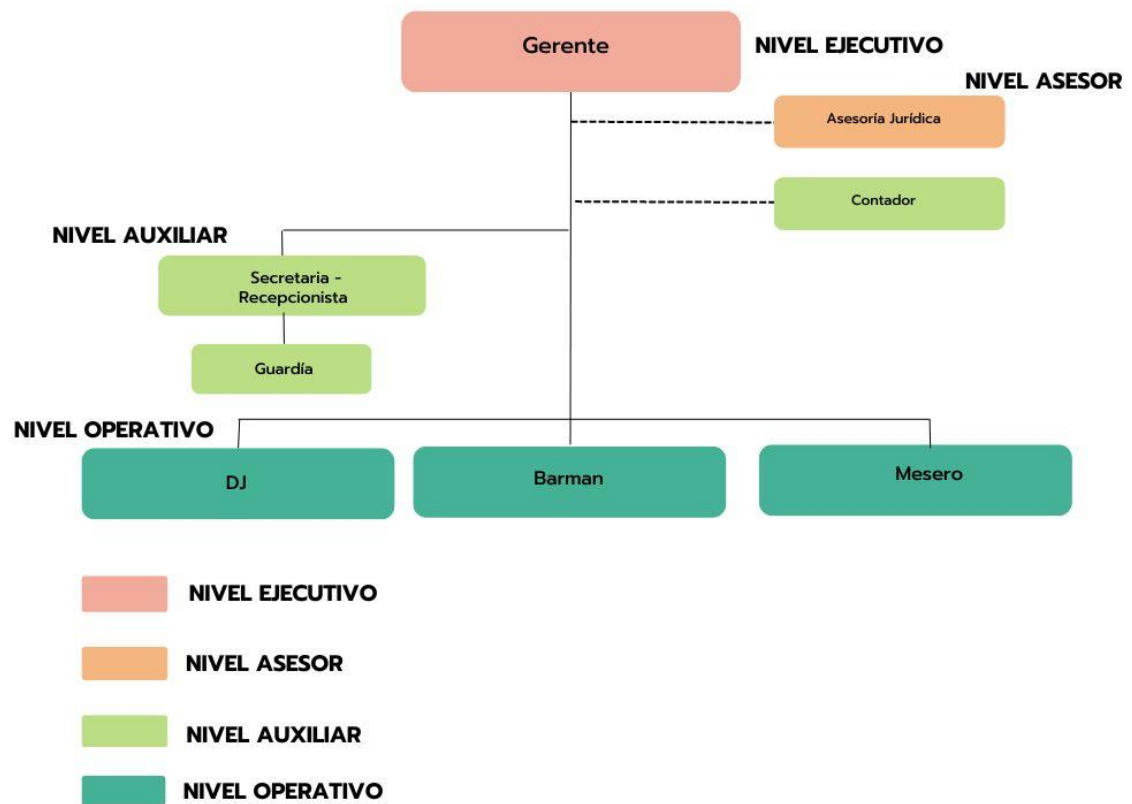 Gerente
NIVEL EJECUTIVO
NIVEL ASESOR
Asesoría Jurídica
Contador
NIVEL AUXILIAR
Secretaria -
Recepcionista
Guardía
NIVEL OPERATIVO
DJ
Barman
Mesero
NIVEL EJECUTIVO
NIVEL ASESOR
NIVEL AUXILIAR
NIVEL OPERATIVO